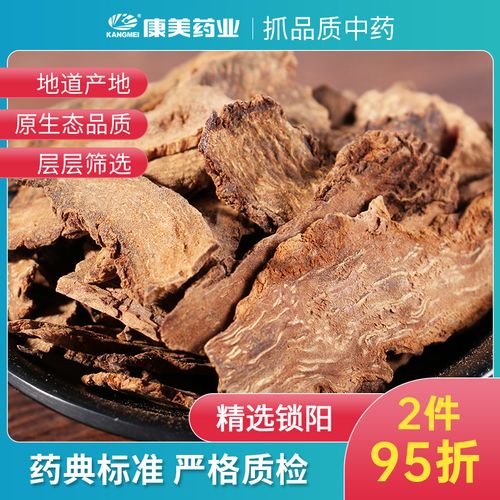 KANGMEI 康美药业 抓品质中药
地道产地
原生态品质
层层筛选
精选锁阳
2件
95折
药典标准 严格质检